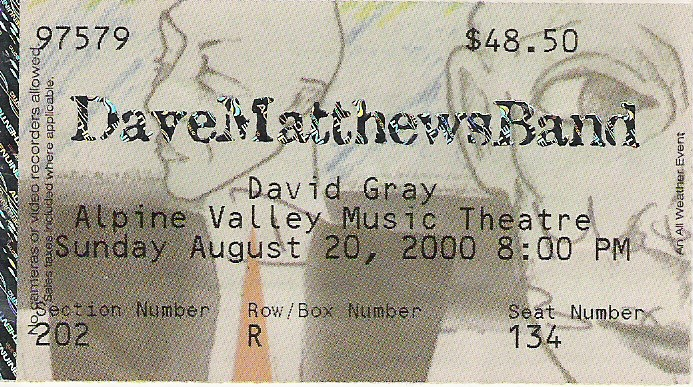 97579 $48.50
DaveMatthewsBand
David Gray
Alpine Valley Music Theatre
Sunday August 20, 2000 8:00 PM
Section Number Row/Box Number Seat Number
202 R 134
No cameras or video recorders allowed.
Sales taxes included where applicable.
An All Weather Event